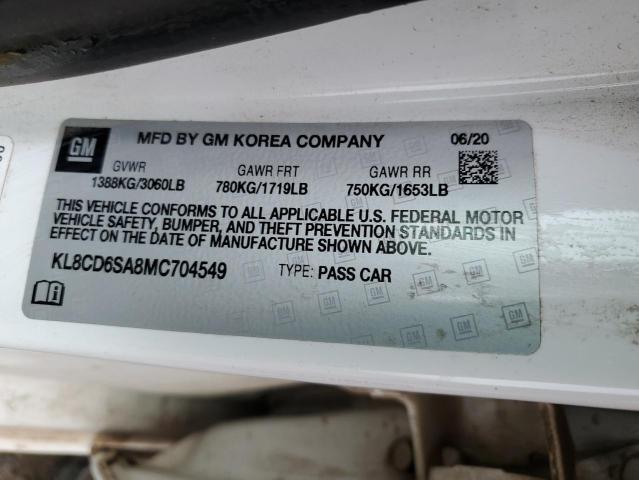 GM MFD BY GM KOREA COMPANY 06/20
GVWR GAWR FRT GAWR RR
1388KG/3060LB 780KG/1719LB 750KG/1653LB
THIS VEHICLE CONFORMS TO ALL APPLICABLE U.S. FEDERAL MOTOR
VEHICLE SAFETY, BUMPER, AND THEFT PREVENTION STANDARDS IN
EFFECT ON THE DATE OF MANUFACTURE SHOWN ABOVE.
KL8CD6SA8MC704549 TYPE: PASS CAR